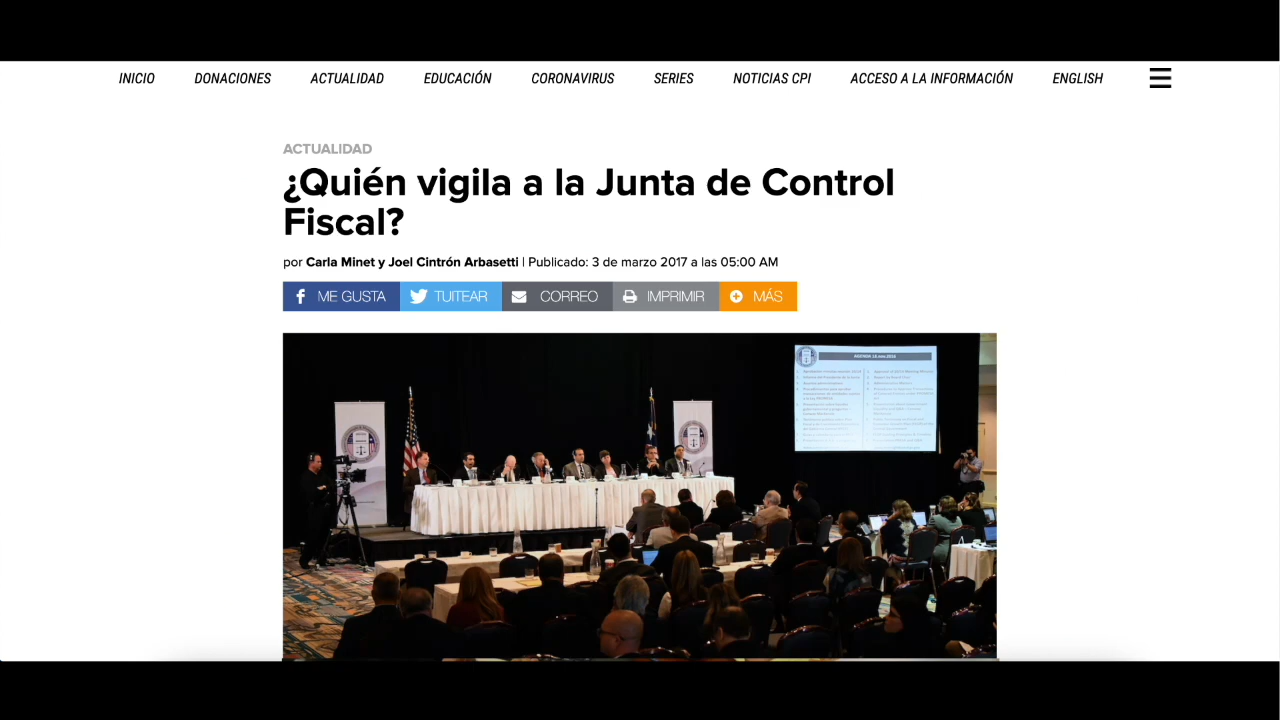 INICIO DONACIONES ACTUALIDAD EDUCACIÓN CORONAVIRUS SERIES NOTICIAS CPI ACCESO A LA INFORMACIÓN ENGLISH
ACTUALIDAD
¿Quién vigila a la Junta de Control
Fiscal?
por Carla Minet y Joel Cintrón Arbasetti | Publicado: 3 de marzo 2017 a las 05:00 AM
ME GUSTA TUITEAR CORREO IMPRIMIR MÁS